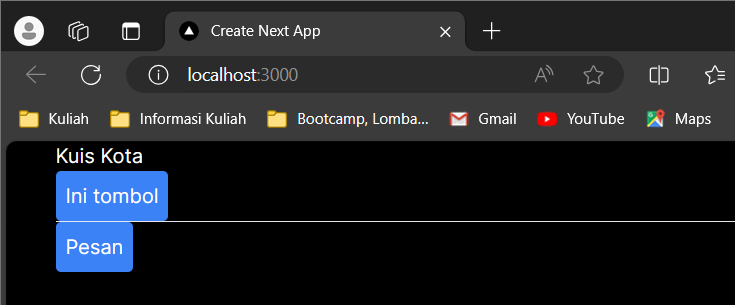 Create Next App
localhost:3000
Kuliah Informasi Kuliah Bootcamp, Lomba... Gmail YouTube Maps
Kuis Kota
Ini tombol
Pesan